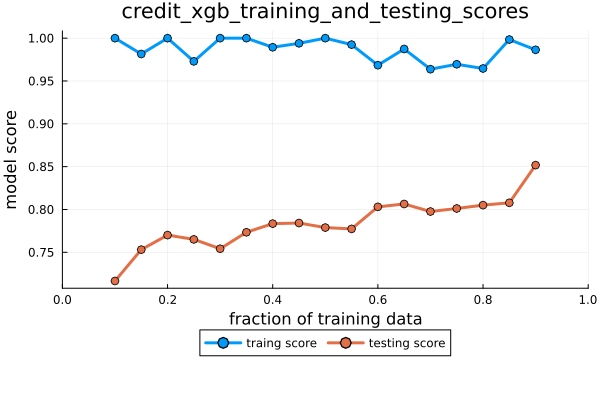 credit_xgb_training_and_testing_scores
model score
1.00
0.95
0.90
0.85
0.80
0.75
0.0 0.2 0.4 0.6 0.8 1.0
fraction of training data
traing score testing score